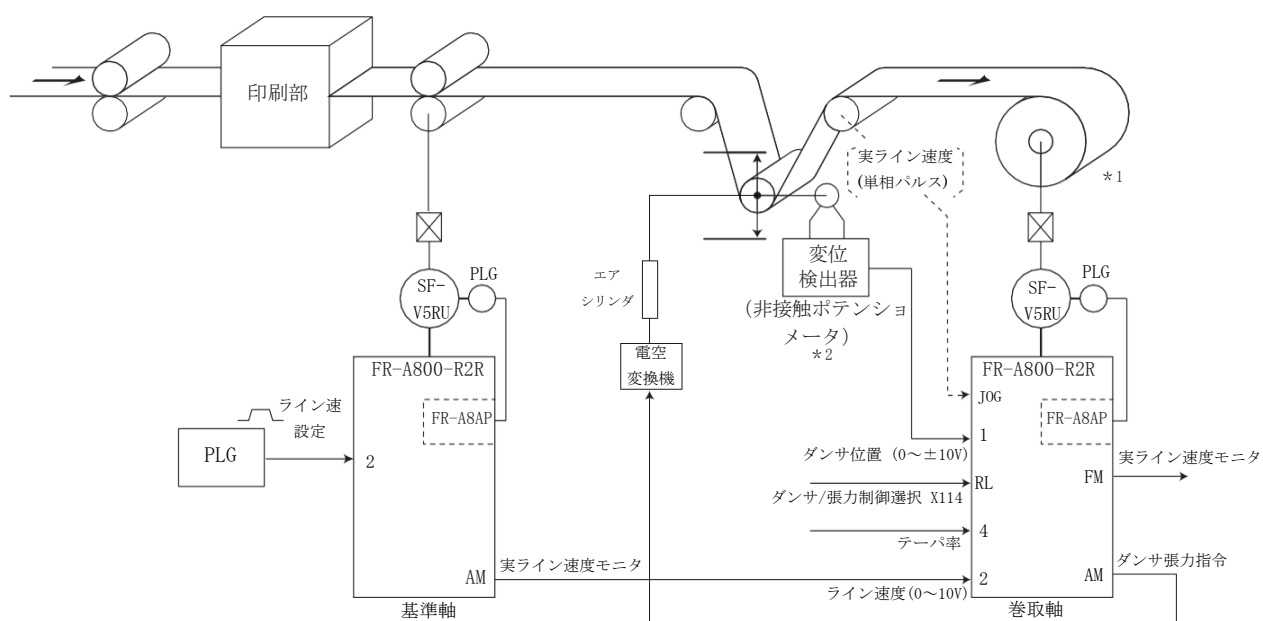 印刷部
実ライン速度
(単相パルス)
*1
変位
検出器
(非接触ポテンショ
メータ)
*2
エア
シリンダ
電空
変換機
SF-
V5RU
PLG
SF-
V5RU
PLG
FR-A800-R2R
FR-A8AP
ライン速
設定
PLG
2
AM
実ライン速度モニタ
基準軸
FR-A800-R2R
JOG
FR-A8AP
1
ダンサ位置 (0～±10V)
RL
ダンサ/張力制御選択 X114
4
テーパ率
2
ライン速度(0～10V)
FM
実ライン速度モニタ
AM
ダンサ張力指令
巻取軸